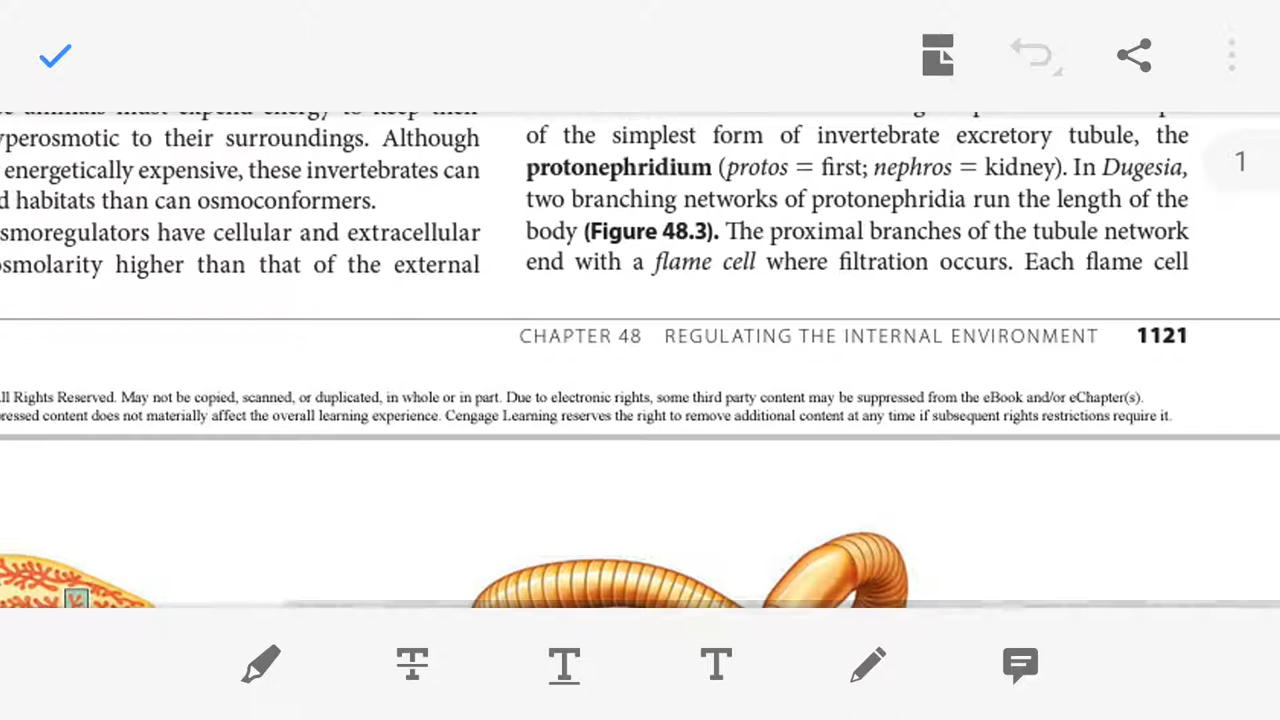 yperosmotic to their surroundings. Although
energetically expensive, these invertebrates can
d habitats than can osmoconformers.
smoregulators have cellular and extracellular
smolarity higher than that of the external
of the simplest form of invertebrate excretory tubule, the
protonephridium (protos = first; nephros = kidney). In Dugesia,
two branching networks of protonephridia run the length of the
body (Figure 48.3). The proximal branches of the tubule network
end with a flame cell where filtration occurs. Each flame cell
1
CHAPTER 48 REGULATING THE INTERNAL ENVIRONMENT 1121
ll Rights Reserved. May not be copied, scanned, or duplicated, in whole or in part. Due to electronic rights, some third party content may be suppressed from the eBook and/or eChapter(s).
ressed content does not materially affect the overall learning experience. Cengage Learning reserves the right to remove additional content at any time if subsequent rights restrictions require it.